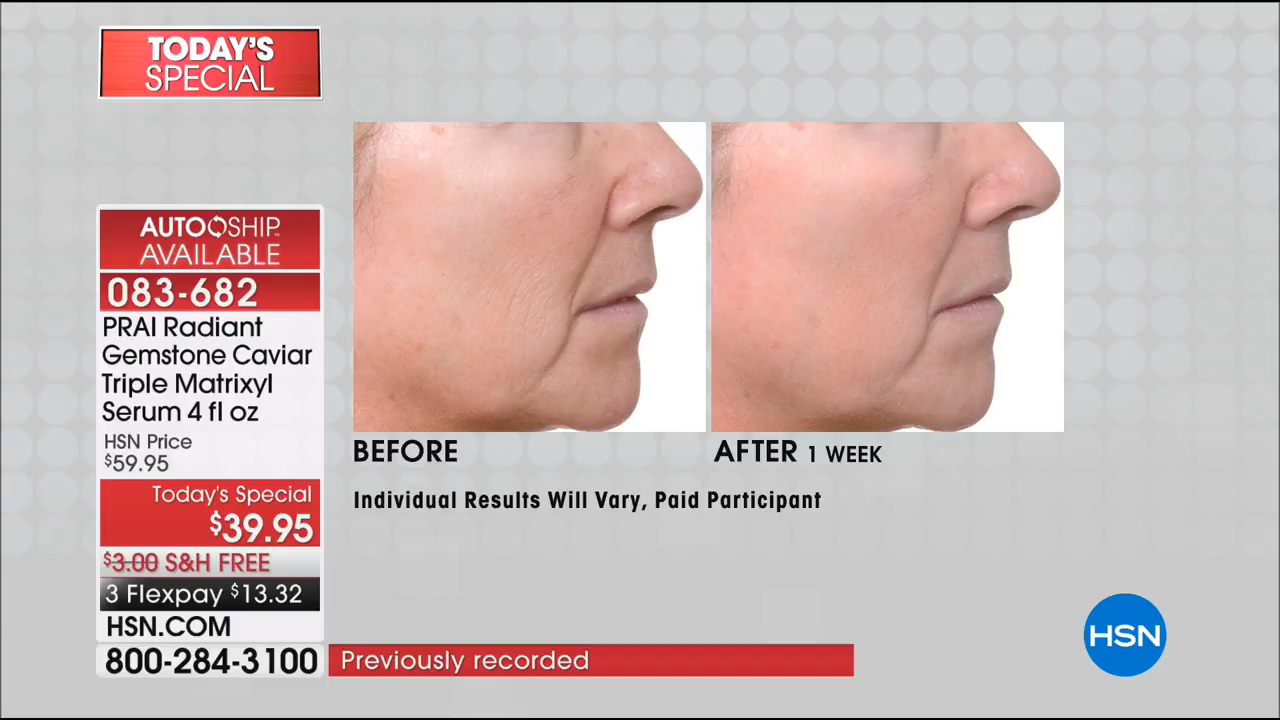 TODAY'S
SPECIAL
AUTOSHIP
AVAILABLE
083-682
PRAI Radiant
Gemstone Caviar
Triple Matrixyl
Serum 4 fl oz
HSN Price
$59.95
Today's Special
$39.95
$3.00 S&H FREE
3 Flexpay $13.32
HSN.COM
800-284-3100
BEFORE
AFTER 1 WEEK
Individual Results Will Vary, Paid Participant
Previously recorded
HSN